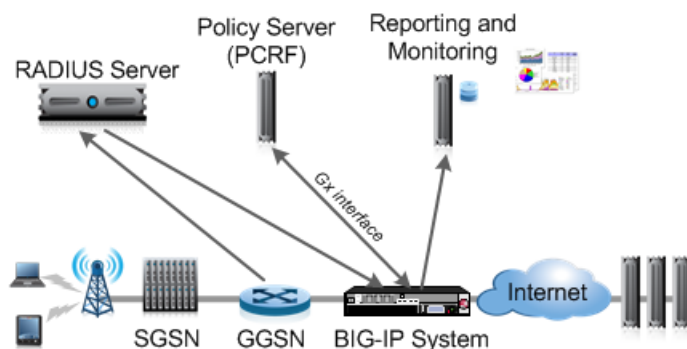 Policy Server
(PCRF)
Reporting and
Monitoring
RADIUS Server
Gx interface
Internet
SGSN
GGSN
BIG-IP System